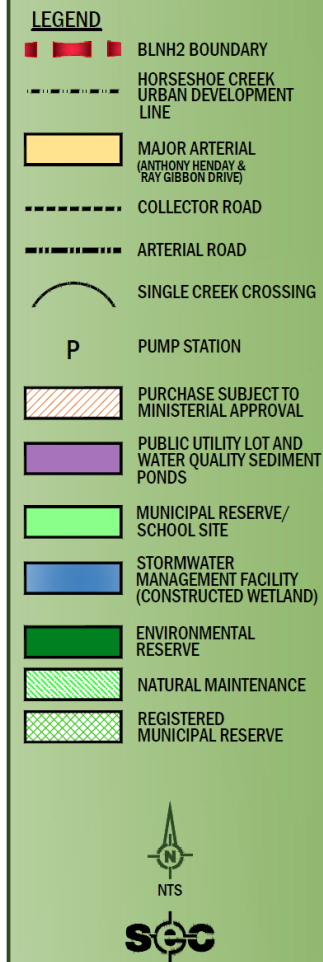 LEGEND
BLNH2 BOUNDARY
HORSESHOE CREEK
URBAN DEVELOPMENT
LINE
MAJOR ARTERIAL
(ANTHONY HENDAY &
RAY GIBBON DRIVE)
COLLECTOR ROAD
ARTERIAL ROAD
SINGLE CREEK CROSSING
P PUMP STATION
PURCHASE SUBJECT TO
MINISTERIAL APPROVAL
PUBLIC UTILITY LOT AND
WATER QUALITY SEDIMENT
PONDS
MUNICIPAL RESERVE/
SCHOOL SITE
STORMWATER
MANAGEMENT FACILITY
(CONSTRUCTED WETLAND)
ENVIRONMENTAL
RESERVE
NATURAL MAINTENANCE
REGISTERED
MUNICIPAL RESERVE
N
NTS
sec